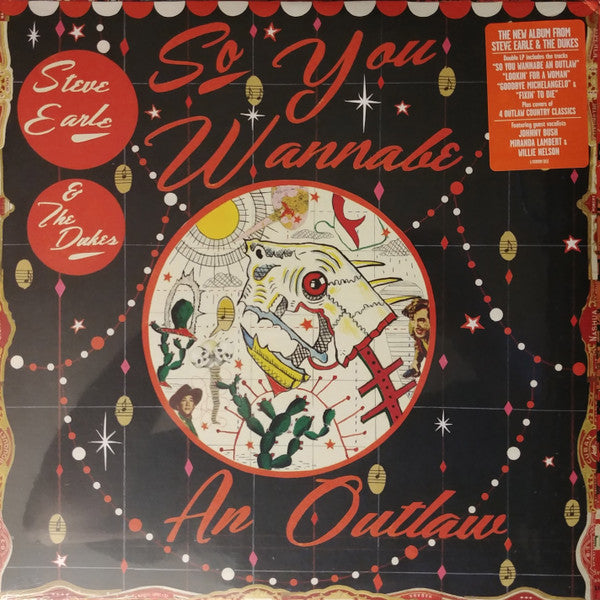 So You
Wannabe
An Outlaw
Steve
Earle
&
The
Dukes
THE NEW ALBUM FROM
STEVE EARLE & THE DUKES
Double LP includes the tracks
"SO YOU WANNABE AN OUTLAW"
"LOOKIN' FOR A WOMAN"
"GOODBYE MICHELANGELO" &
"FIXIN' TO DIE"
Plus covers of
4 OUTLAW COUNTRY CLASSICS
Featuring guest vocalists
JOHNNY BUSH
MIRANDA LAMBERT &
WILLIE NELSON
NASHUA